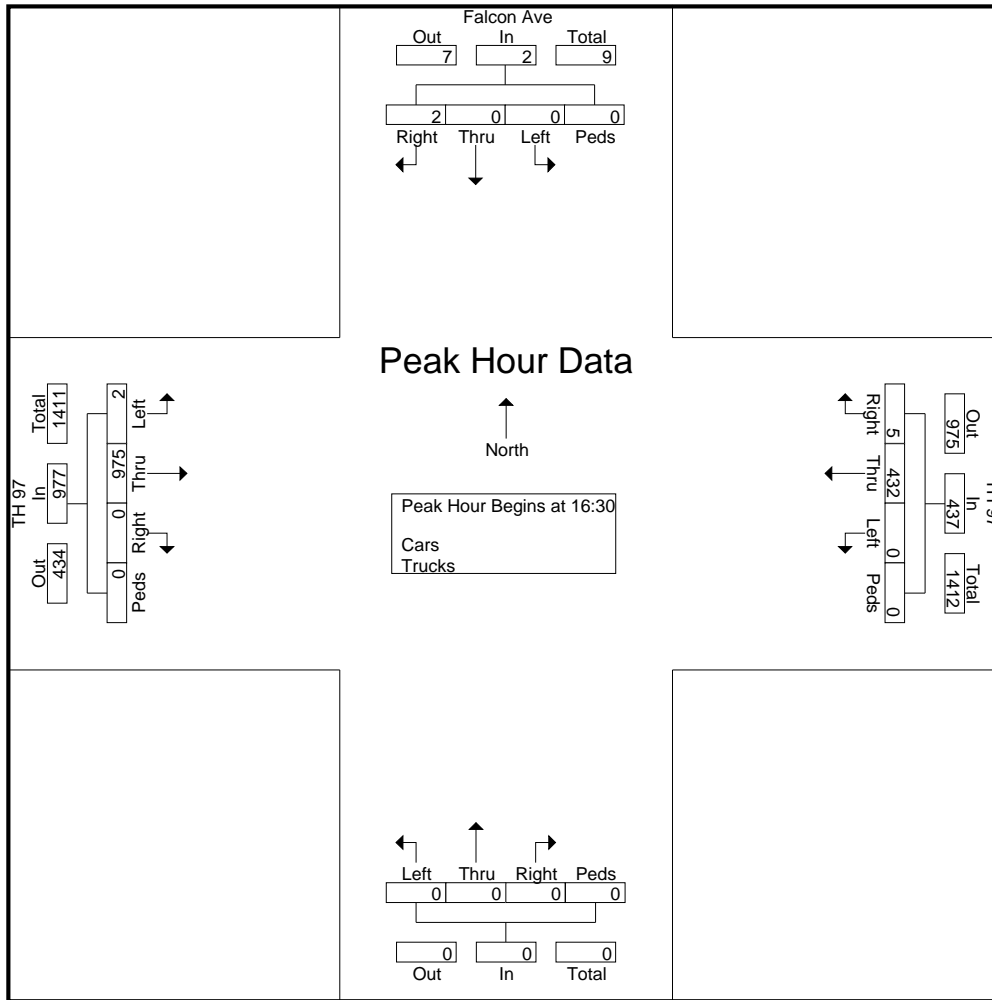 Falcon Ave
Out In Total
7 2 9
2 0 0 0
Right Thru Left Peds
Peak Hour Data
North
Peak Hour Begins at 16:30
Cars
Trucks
TH 97
Total In Out
1411 977 434
2 975 0 0
Left Thru Right Peds
TH 97
Out In Total
975 437 1412
5 432 0 0
Right Thru Left Peds
Left Thru Right Peds
0 0 0 0
0 0 0
Out In Total